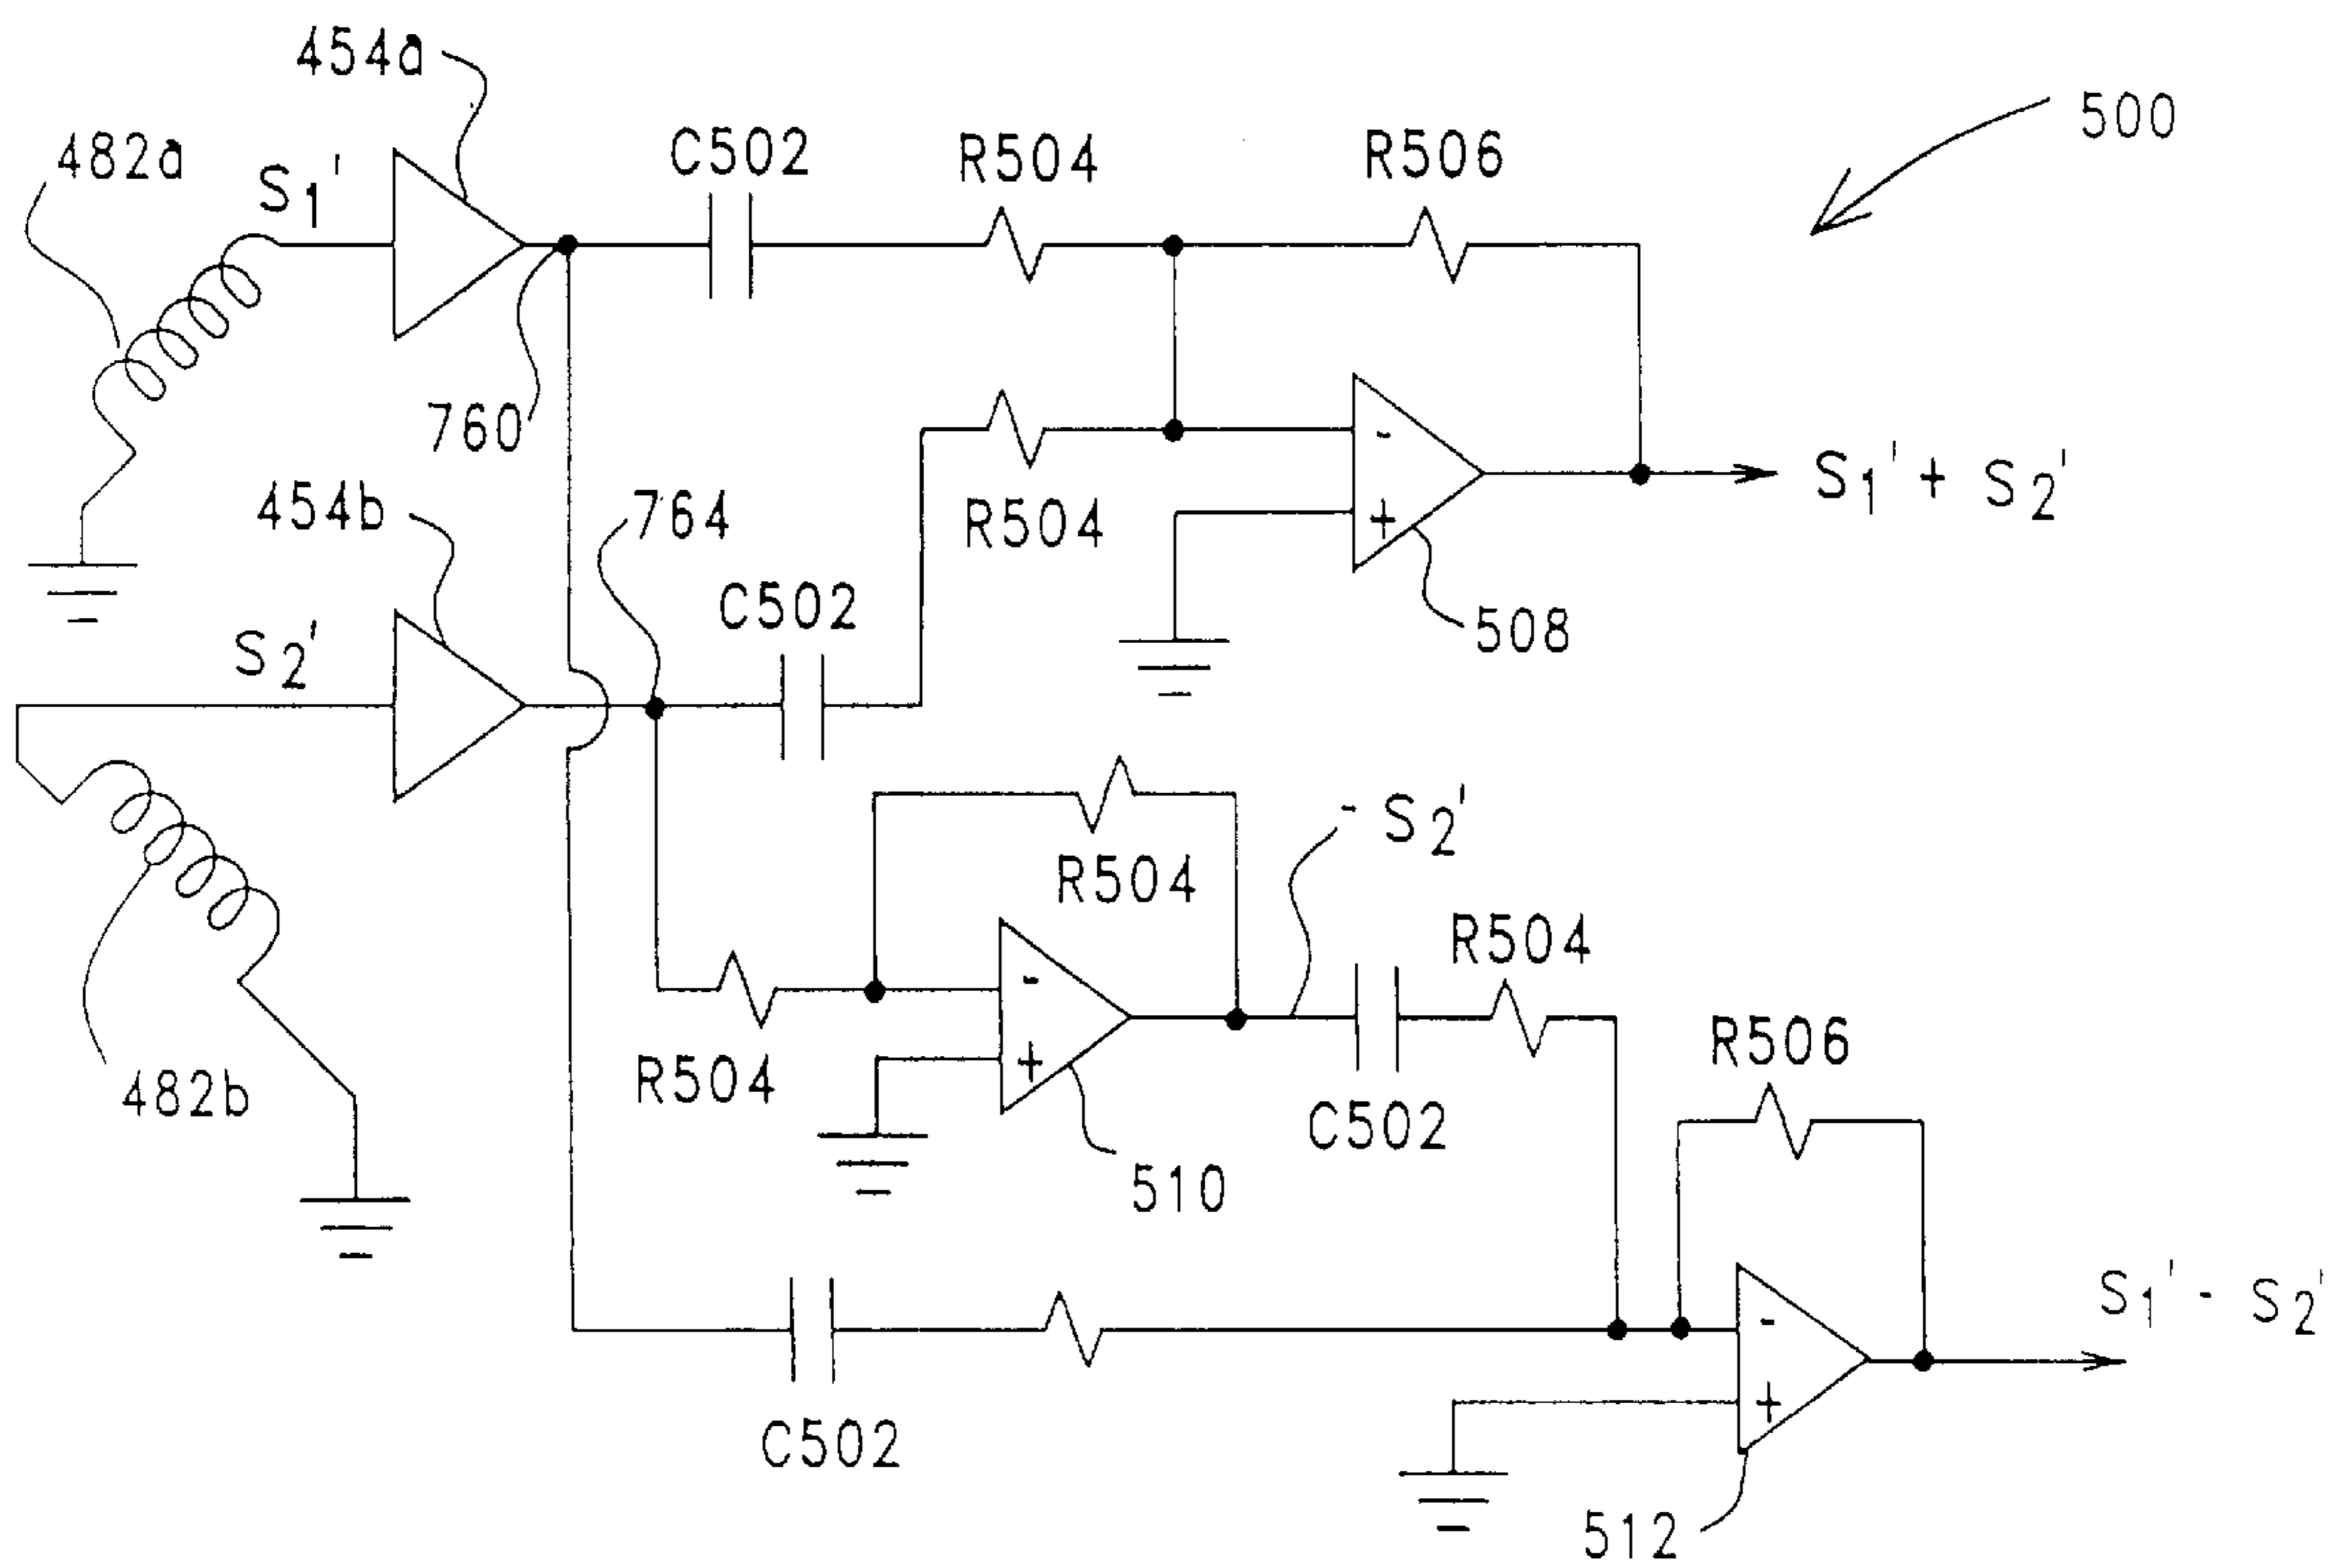 454a
500
482a
S1'
C502
R504
R506
760
454b
764
R504
-
+
S1' + S2'
508
S2'
C502
R504
- S2'
R504
R504
-
+
C502
510
R506
482b
C502
-
+
S1' - S2'
512